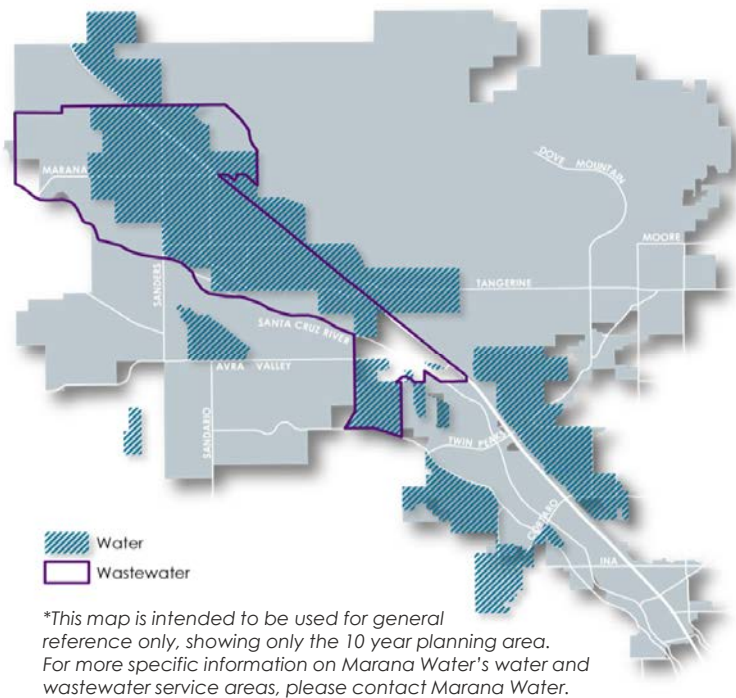 DOVE MOUNTAIN
MARANA
MOORE
SANDERS
TANGERINE
SANTA CRUZ RIVER
AVRA VALLEY
SANDARIO
TWIN PEAKS
CORTARO
INA
Water
Wastewater
*This map is intended to be used for general
reference only, showing only the 10 year planning area.
For more specific information on Marana Water's water and
wastewater service areas, please contact Marana Water.